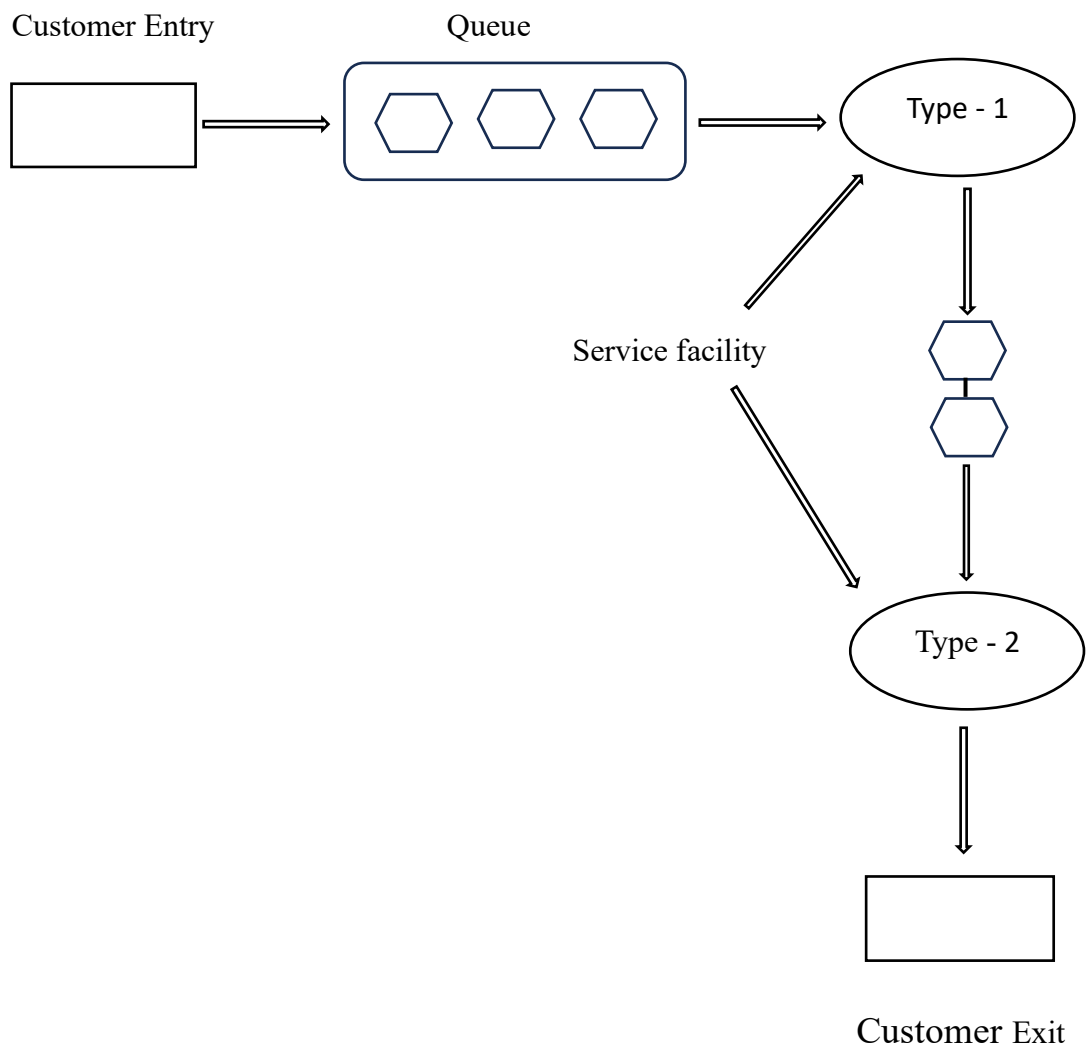 Customer Entry
Queue
Type - 1
Service facility
Type - 2
Customer Exit